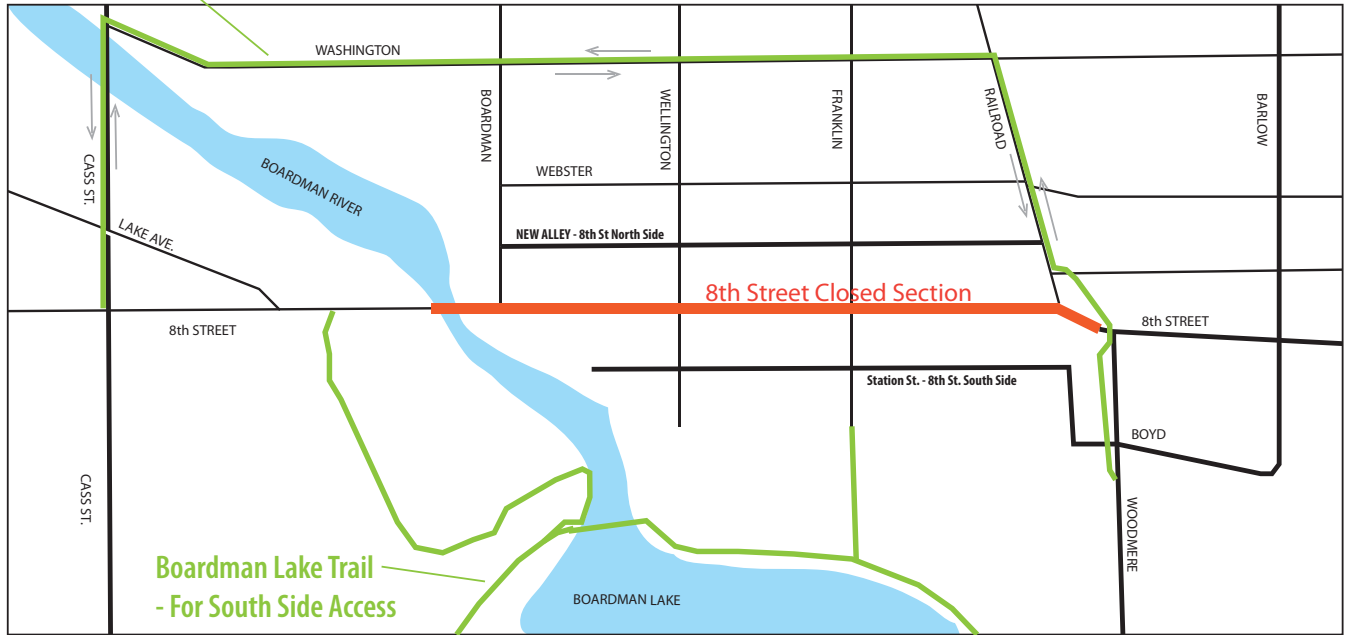 WASHINGTON
BOARDMAN
WELLINGTON
FRANKLIN
RAILROAD
BARLOW
CASS ST.
BOARDMAN RIVER
WEBSTER
LAKE AVE.
NEW ALLEY - 8th St North Side
8th Street Closed Section
8th STREET
8th STREET
Station St. - 8th St. South Side
BOYD
CASS ST.
WOODMERE
Boardman Lake Trail
- For South Side Access
BOARDMAN LAKE